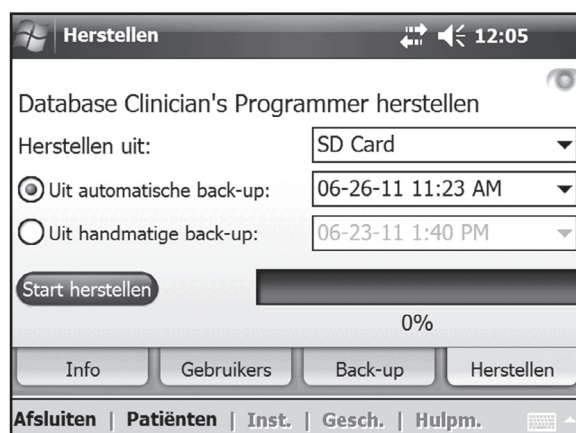 Herstellen 12:05
Database Clinician's Programmer herstellen
Herstellen uit: SD Card
Uit automatische back-up: 06-26-11 11:23 AM
Uit handmatige back-up: 06-23-11 1:40 PM
Start herstellen
0%
Info Gebruikers Back-up Herstellen
Afsluiten | Patiënten | Inst. | Gesch. | Hulpm.